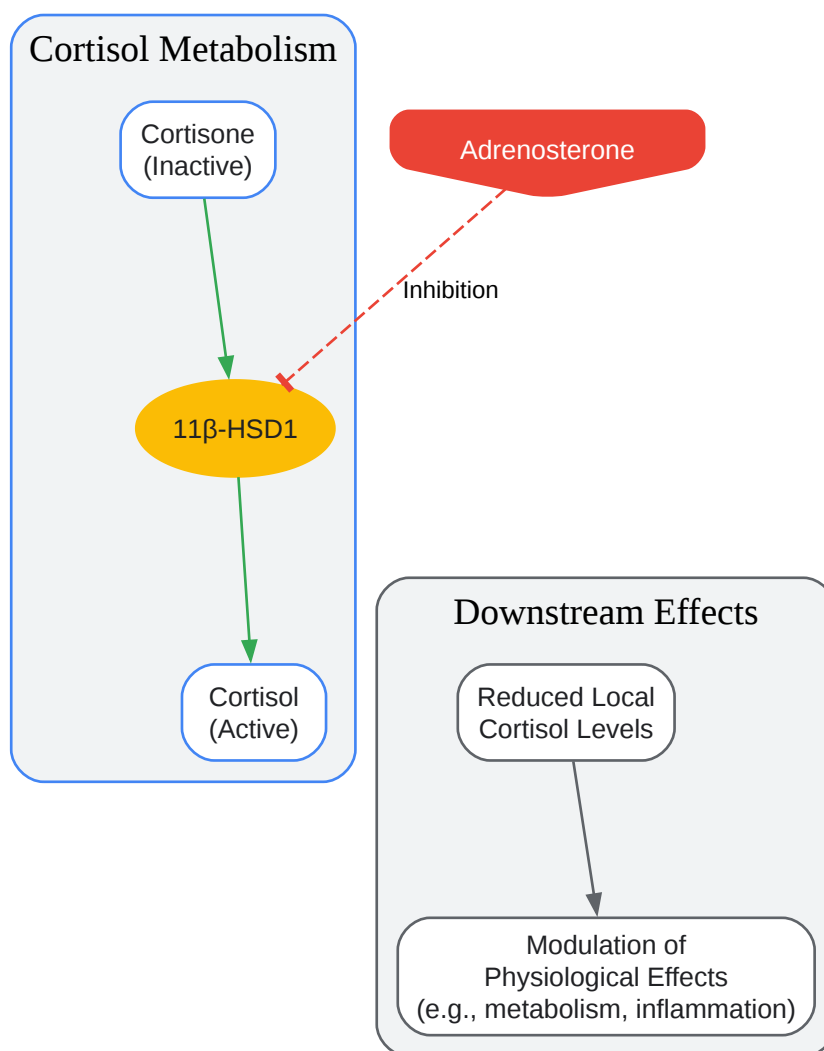 Cortisol Metabolism
Cortisone
(Inactive)
Adrenosterone
Inhibition
11β-HSD1
Cortisol
(Active)
Downstream Effects
Reduced Local
Cortisol Levels
Modulation of
Physiological Effects
(e.g., metabolism, inflammation)